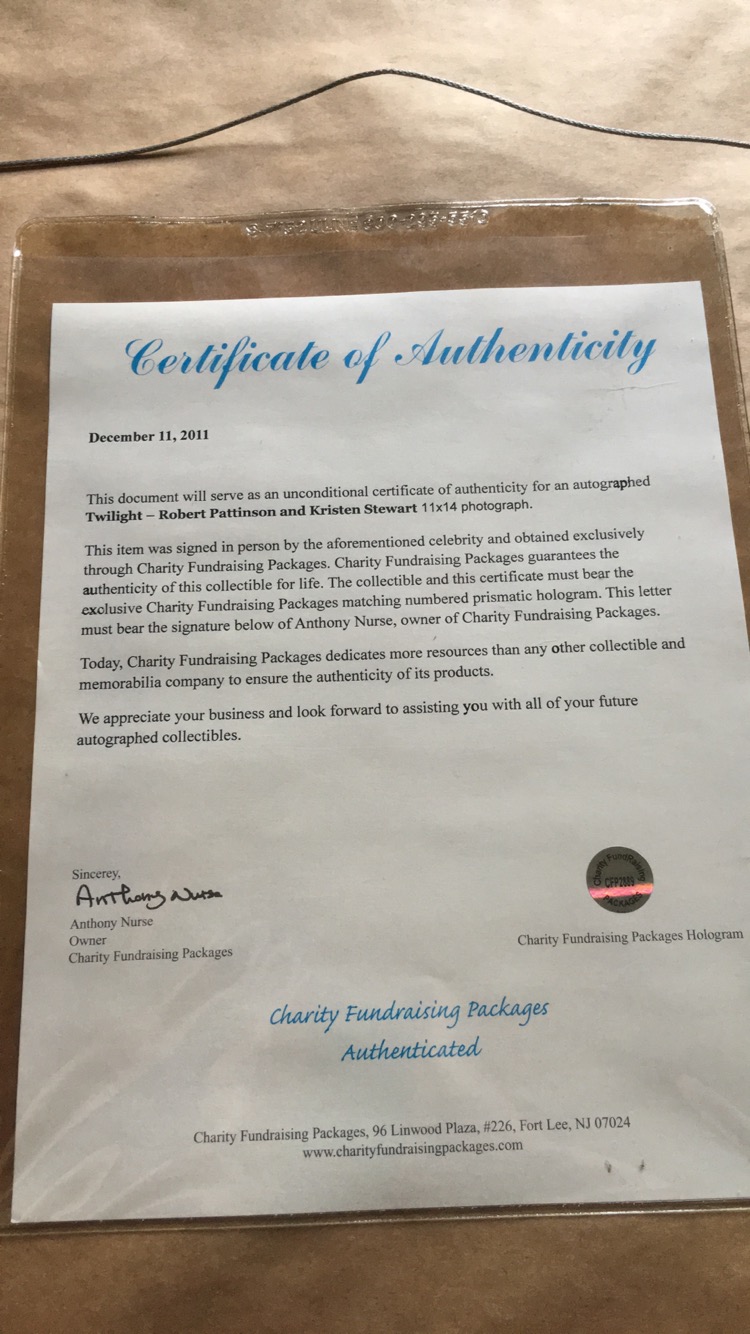 Certificate of Authenticity
December 11, 2011
This document will serve as an unconditional certificate of authenticity for an autographed
Twilight – Robert Pattinson and Kristen Stewart 11x14 photograph.
This item was signed in person by the aforementioned celebrity and obtained exclusively
through Charity Fundraising Packages. Charity Fundraising Packages guarantees the
authenticity of this collectible for life. The collectible and this certificate must bear the
exclusive Charity Fundraising Packages matching numbered prismatic hologram. This letter
must bear the signature below of Anthony Nurse, owner of Charity Fundraising Packages.
Today, Charity Fundraising Packages dedicates more resources than any other collectible and
memorabilia company to ensure the authenticity of its products.
We appreciate your business and look forward to assisting you with all of your future
autographed collectibles.
Sincerey,
Anthony Nurse
Anthony Nurse
Owner
Charity Fundraising Packages
Charity FundRaising
PACKAGES
Charity Fundraising Packages Hologram
Charity Fundraising Packages
Authenticated
Charity Fundraising Packages, 96 Linwood Plaza, #226, Fort Lee, NJ 07024
www.charityfundraisingpackages.com